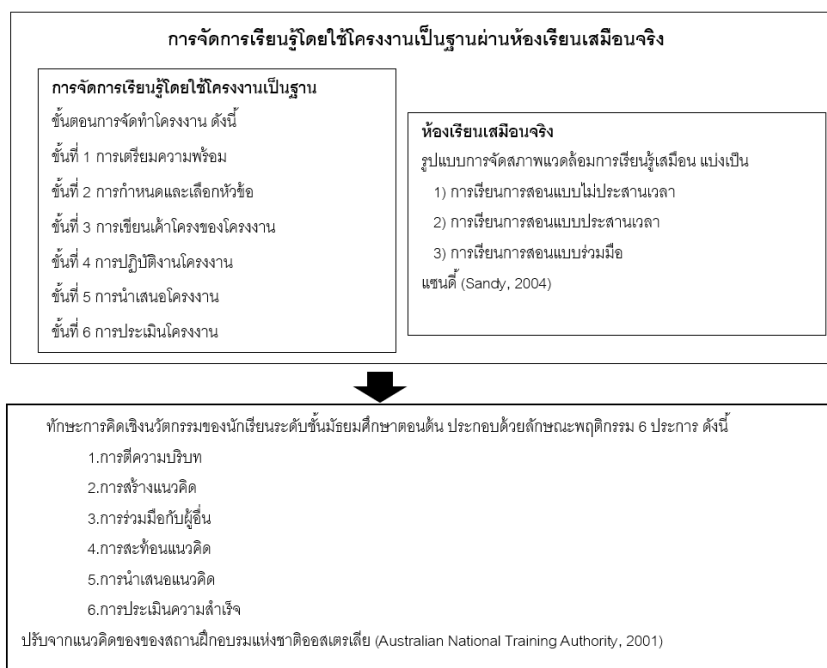 การจัดการเรียนรู้โดยใช้โครงงานเป็นฐานผ่านห้องเรียนเสมือนจริง
การจัดการเรียนรู้โดยใช้โครงงานเป็นฐาน
ขั้นตอนการจัดทำโครงงาน ดังนี้
ขั้นที่ 1 การเตรียมความพร้อม
ขั้นที่ 2 การกำหนดและเลือกหัวข้อ
ขั้นที่ 3 การเขียนเค้าโครงของโครงงาน
ขั้นที่ 4 การปฏิบัติงานโครงงาน
ขั้นที่ 5 การนำเสนอโครงงาน
ขั้นที่ 6 การประเมินโครงงาน
ห้องเรียนเสมือนจริง
รูปแบบการจัดสภาพแวดล้อมการเรียนรู้เสมือน แบ่งเป็น
1) การเรียนการสอนแบบไม่ประสานเวลา
2) การเรียนการสอนแบบประสานเวลา
3) การเรียนการสอนแบบร่วมมือ
แซนดี้ (Sandy, 2004)
ทักษะการคิดเชิงนวัตกรรมของนักเรียนระดับชั้นมัธยมศึกษาตอนต้น ประกอบด้วยลักษณะพฤติกรรม 6 ประการ ดังนี้
1.การตีความบริบท
2.การสร้างแนวคิด
3.การร่วมมือกับผู้อื่น
4.การสะท้อนแนวคิด
5.การนำเสนอแนวคิด
6.การประเมินความสำเร็จ
ปรับจากแนวคิดของของสถานฝึกอบรมแห่งชาติออสเตรเลีย (Australian National Training Authority, 2001)